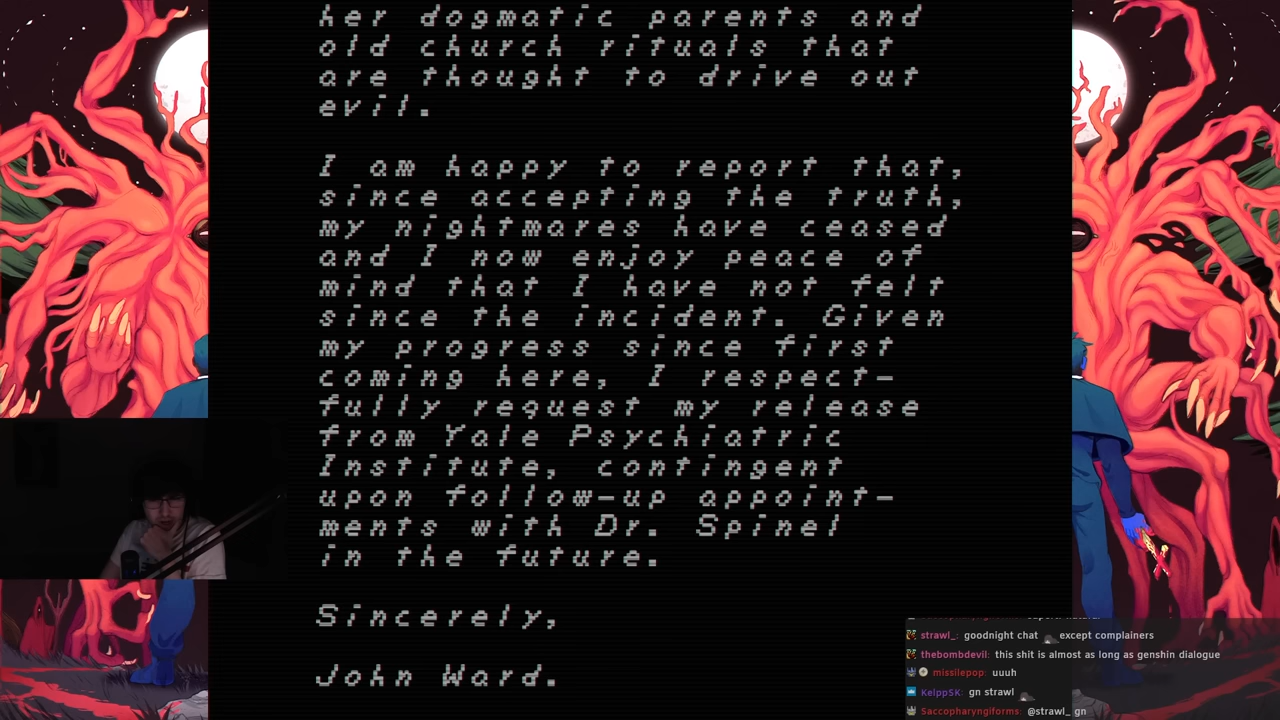 her dogmatic parents and
old church rituals that
are thought to drive out
evil.
I am happy to report that,
since accepting the truth,
my nightmares have ceased
and I now enjoy peace of
mind that I have not felt
since the incident. Given
my progress since first
coming here, I respect-
fully request my release
from Yale Psychiatric
Institute, contingent
upon follow-up appoint-
ments with Dr. Spinel
in the future.
Sincerely,
John Ward.
strawl_: goodnight chat except complainers
thebombdevil: this shit is almost as long as genshin dialogue
missilepop: uuuh
KelppSK: gn strawl
Saccopharyngiforms: @strawl_ gn